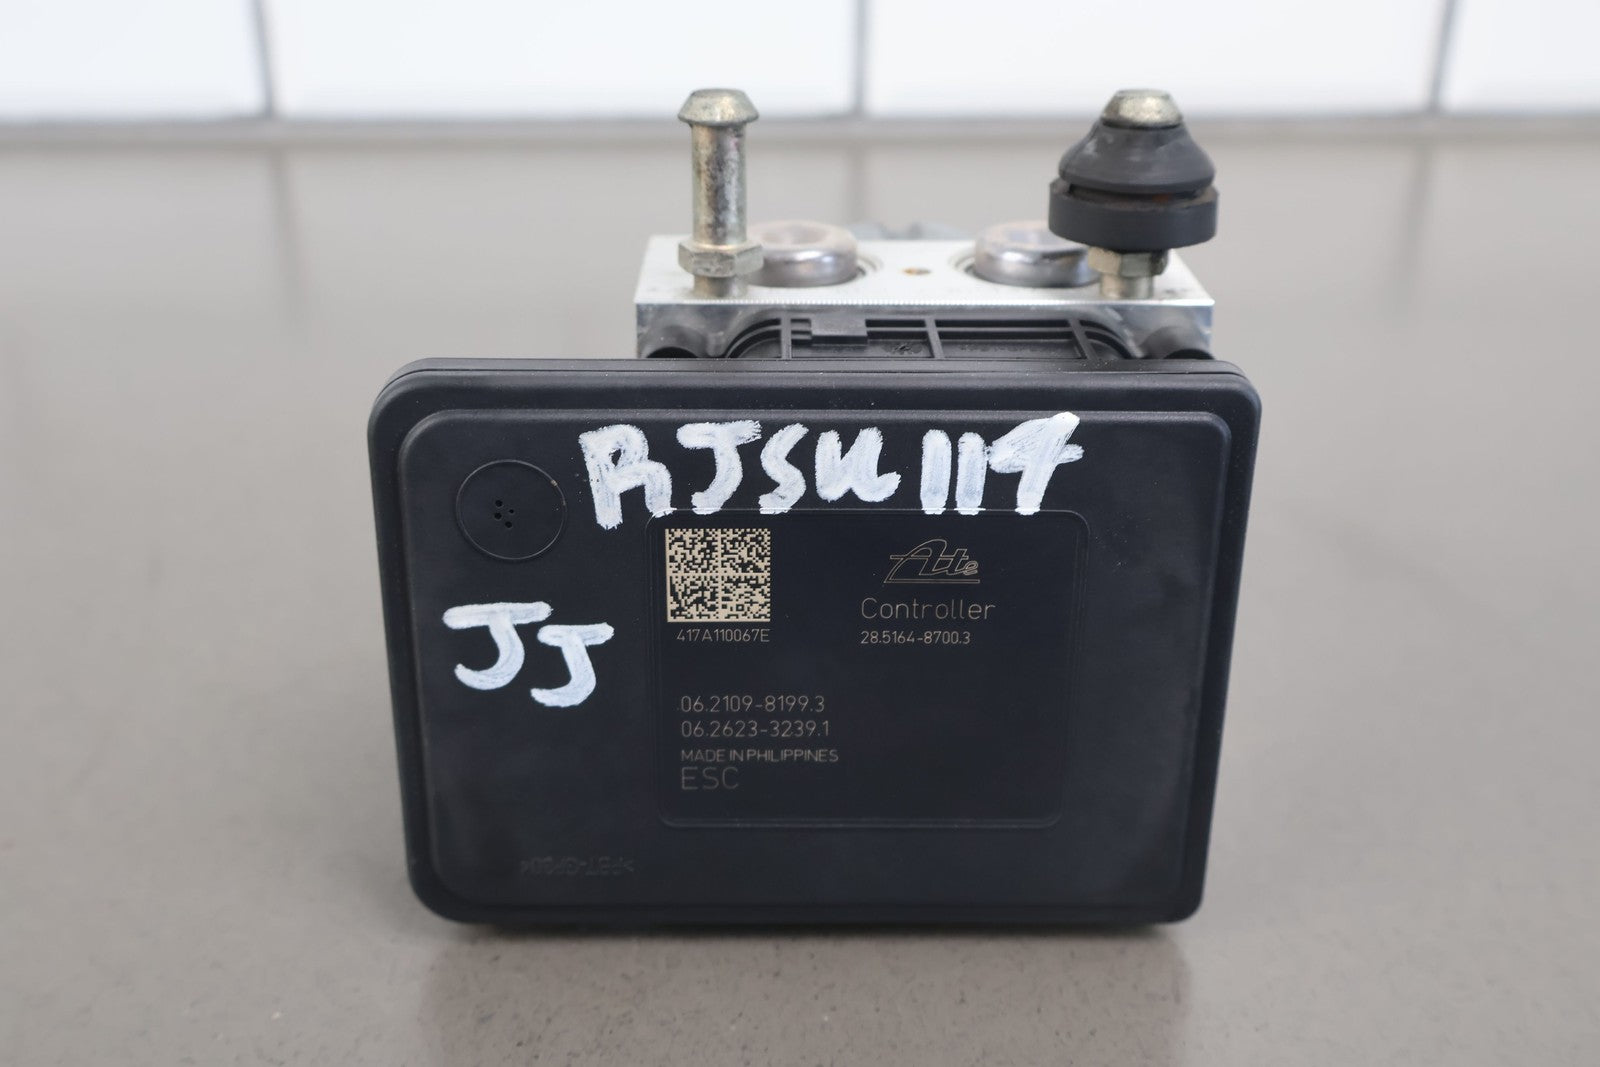 RJSK114
JJ
Ate
417A110067E
Controller
28.5164-8700.3
06.2109-8199.3
06.2623-3239.1
MADE IN PHILIPPINES
ESC